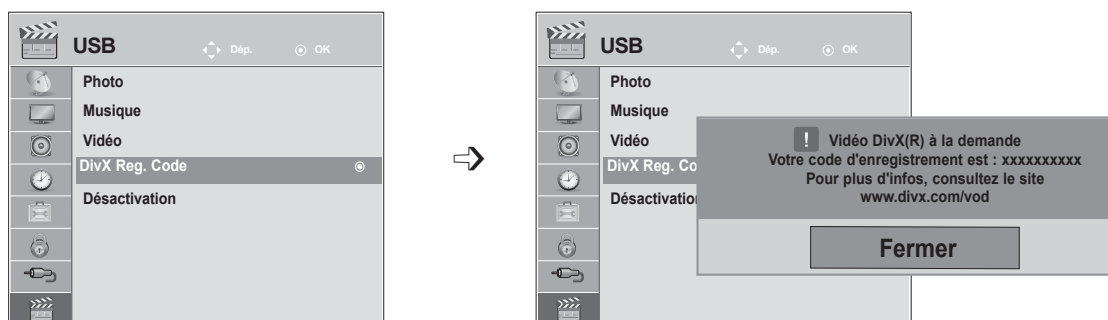 USB
Dép. OK
Photo
Musique
Vidéo
DivX Reg. Code
Désactivation
USB
Dép. OK
Photo
Musique
Vidéo
DivX Reg. Co
Désactivation
! Vidéo DivX(R) à la demande
Votre code d'enregistrement est : xxxxxxxxxx
Pour plus d'infos, consultez le site
www.divx.com/vod
Fermer